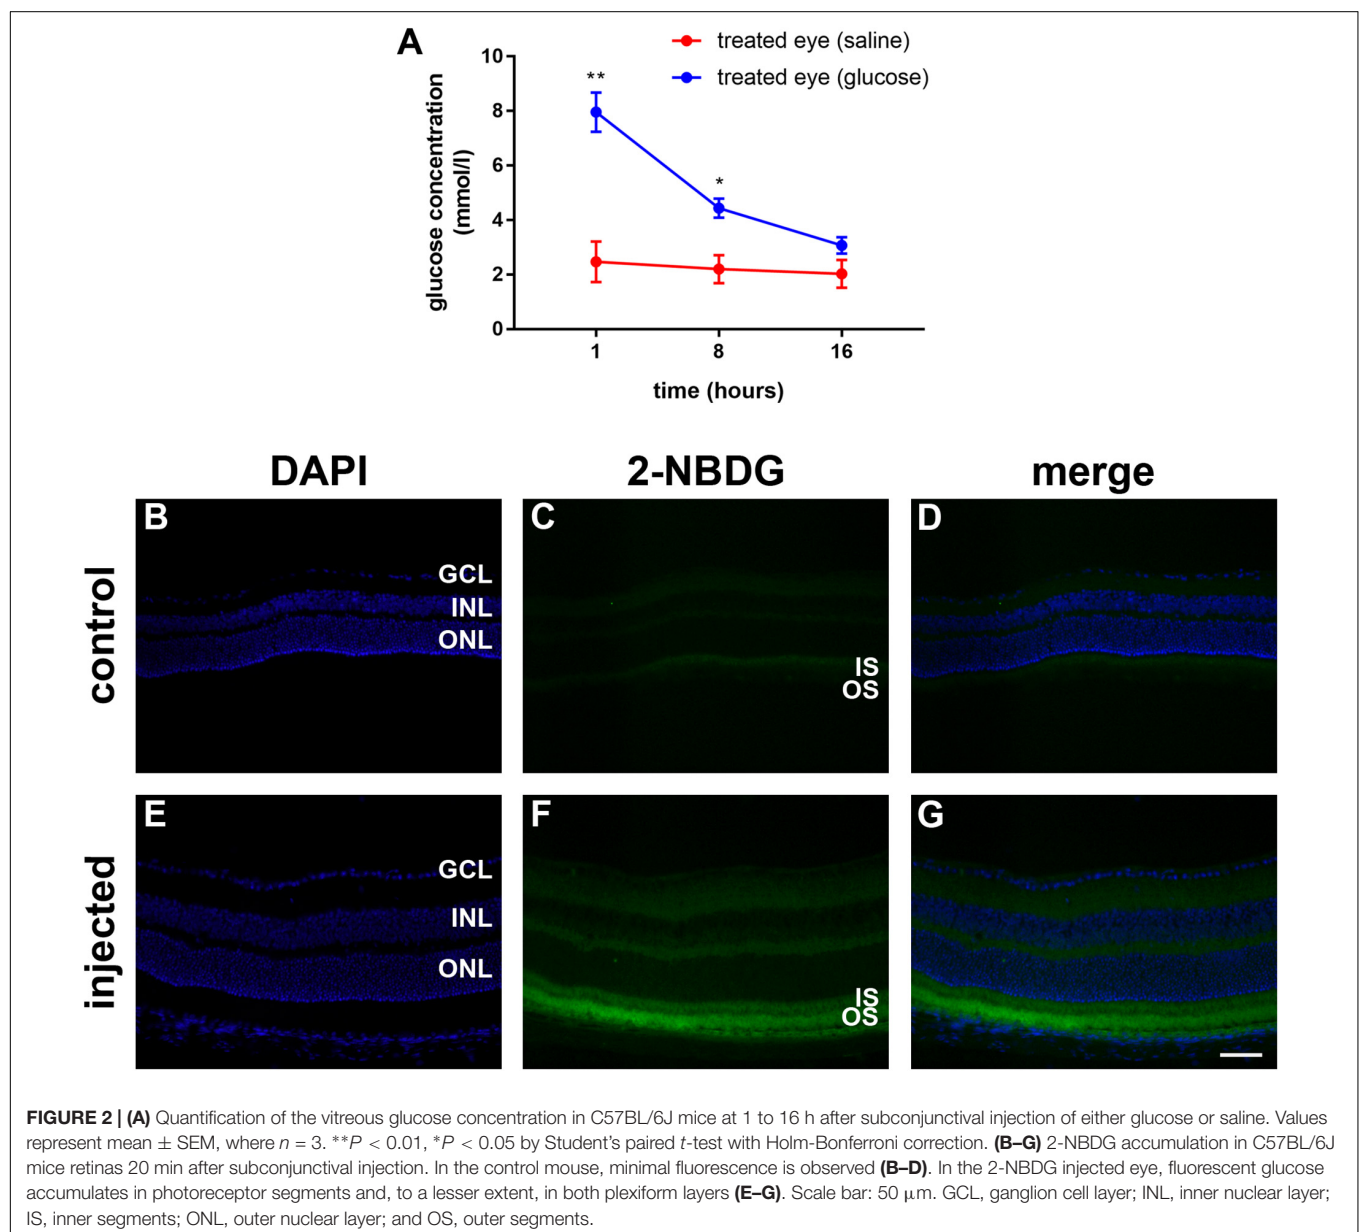 A
treated eye (saline)
treated eye (glucose)
glucose concentration
(mmol/l)
10
8
6
4
2
0
**
*
1 8 16
time (hours)
DAPI 2-NBDG merge
control
B
GCL
INL
ONL
C
IS
OS
D
injected
E
GCL
INL
ONL
F
IS
OS
G
FIGURE 2 | (A) Quantification of the vitreous glucose concentration in C57BL/6J mice at 1 to 16 h after subconjunctival injection of either glucose or saline. Values
represent mean ± SEM, where n = 3. **P < 0.01, *P < 0.05 by Student's paired t-test with Holm-Bonferroni correction. (B–G) 2-NBDG accumulation in C57BL/6J
mice retinas 20 min after subconjunctival injection. In the control mouse, minimal fluorescence is observed (B–D). In the 2-NBDG injected eye, fluorescent glucose
accumulates in photoreceptor segments and, to a lesser extent, in both plexiform layers (E–G). Scale bar: 50 μm. GCL, ganglion cell layer; INL, inner nuclear layer;
IS, inner segments; ONL, outer nuclear layer; and OS, outer segments.